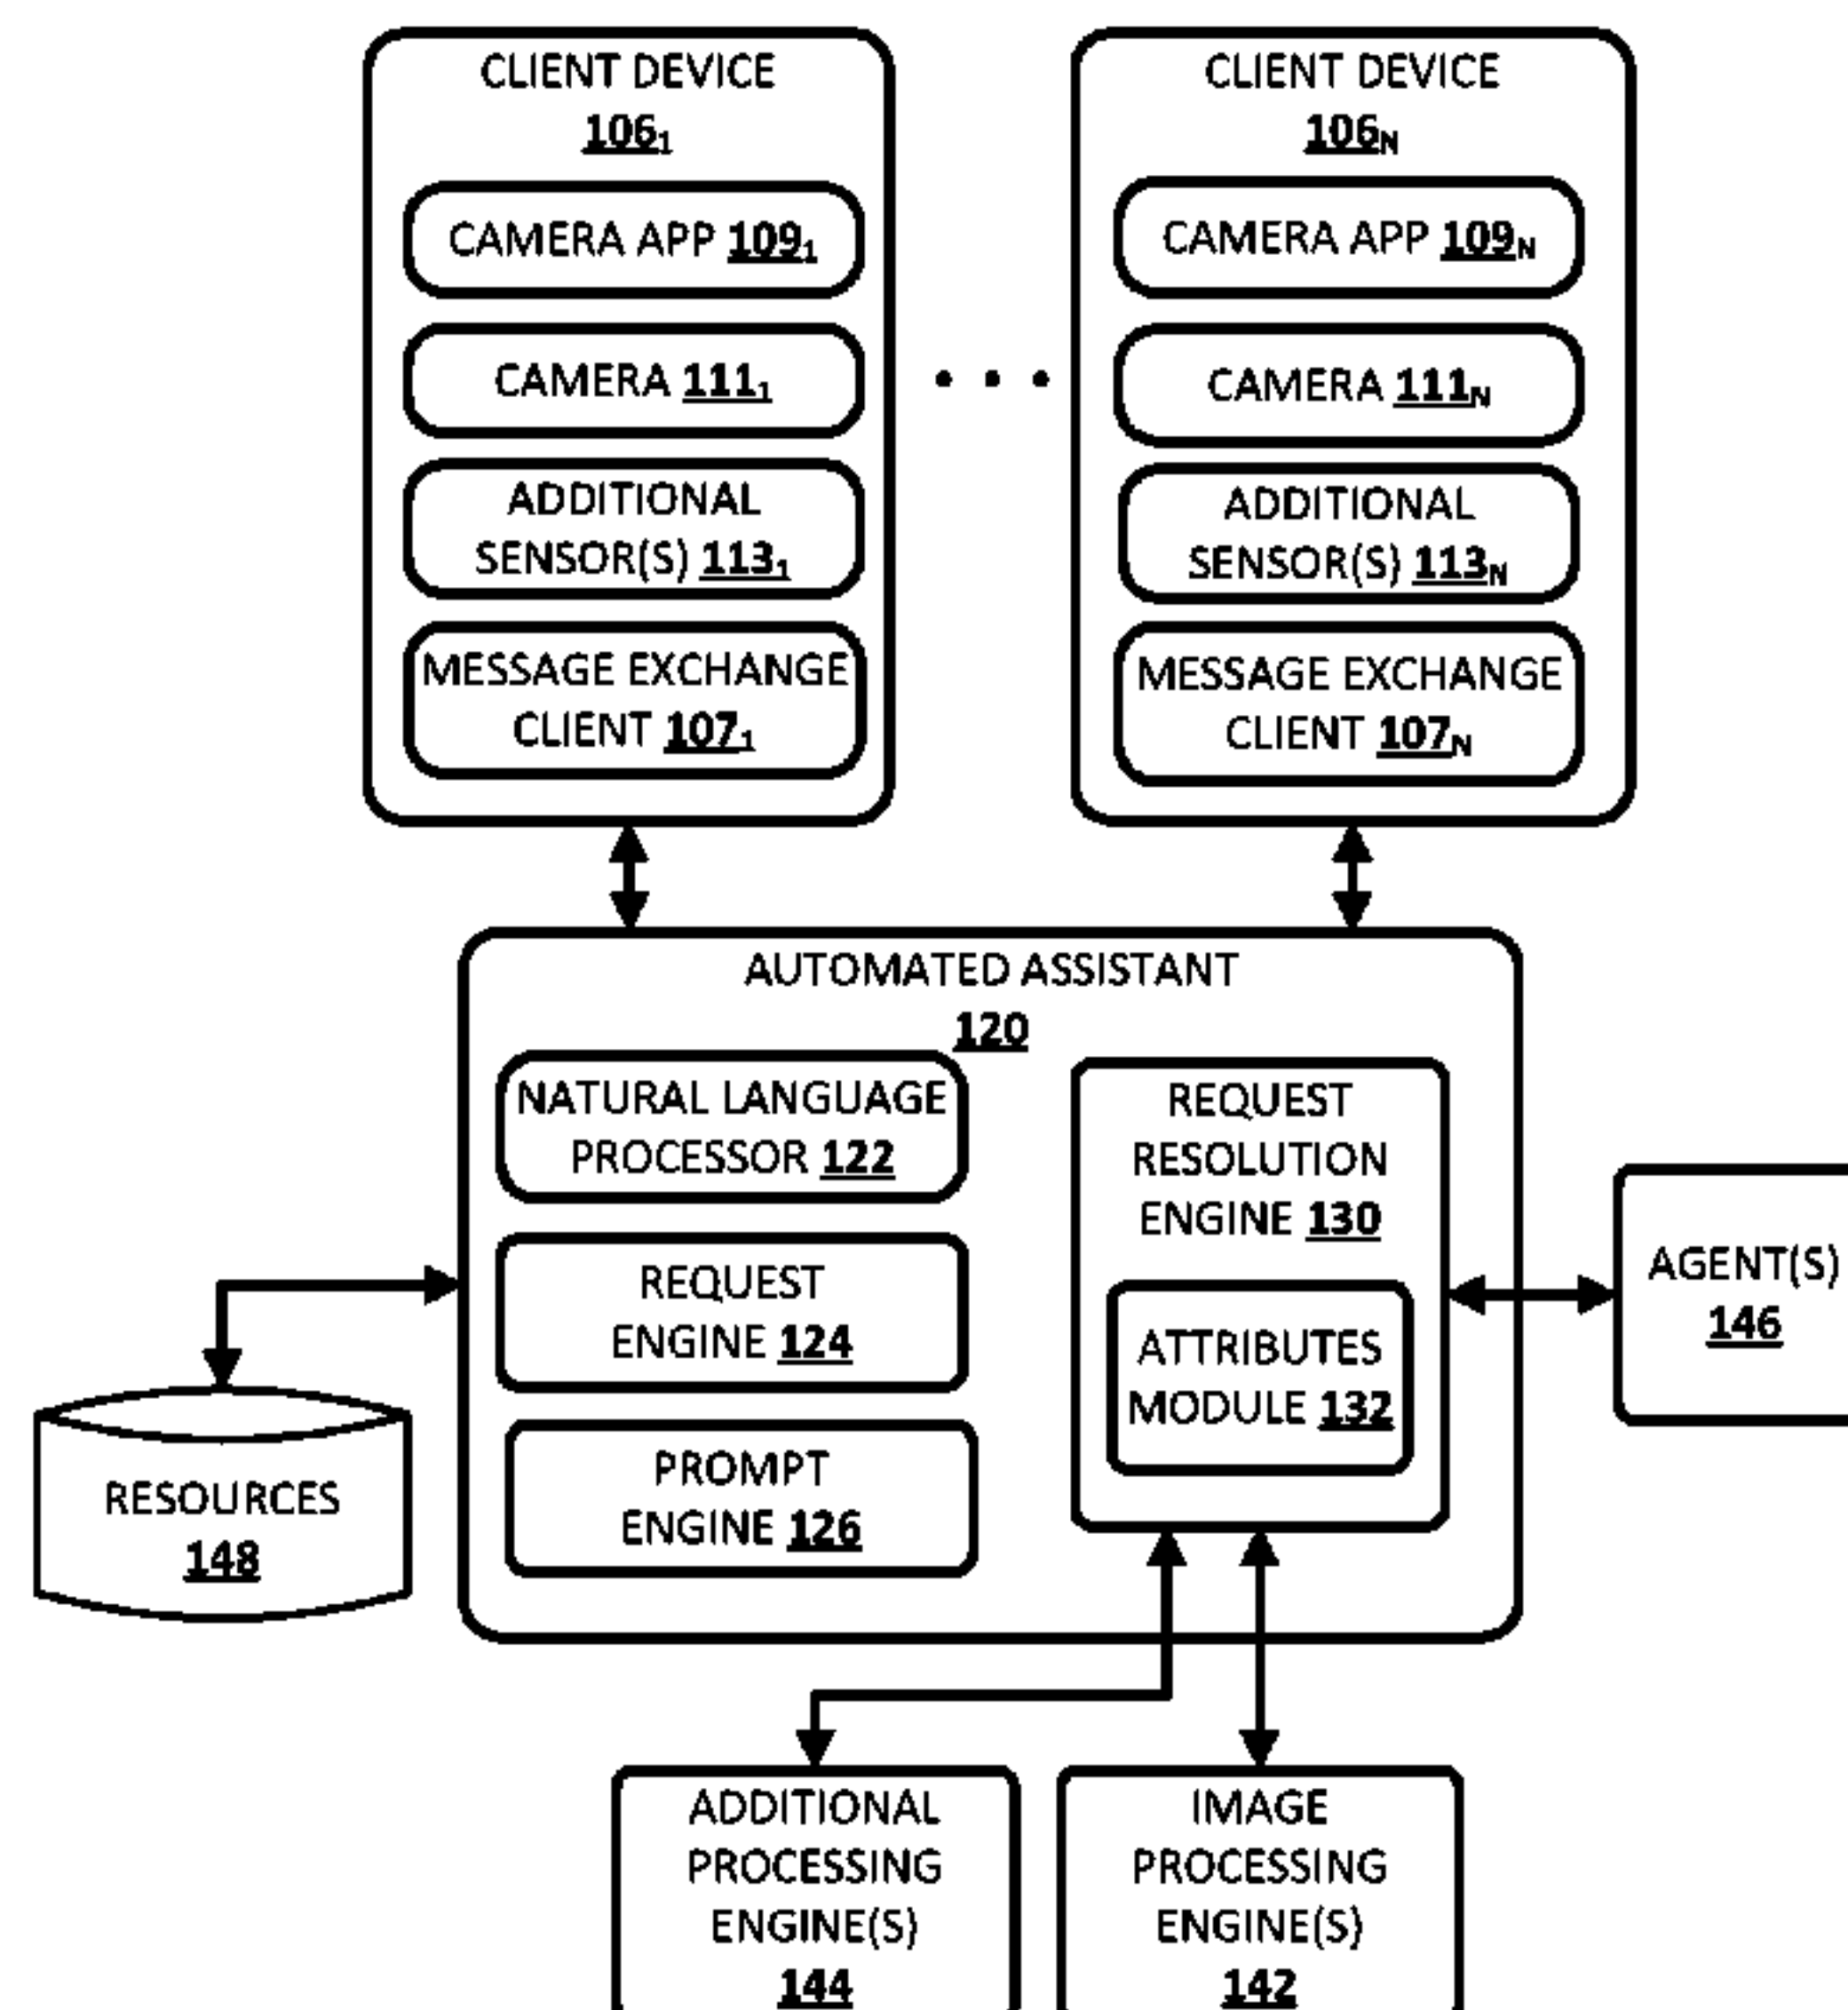 CLIENT DEVICE
106₁
CAMERA APP 109₁
CAMERA 111₁
ADDITIONAL
SENSOR(S) 113₁
MESSAGE EXCHANGE
CLIENT 107₁
. . .
CLIENT DEVICE
106N
CAMERA APP 109N
CAMERA 111N
ADDITIONAL
SENSOR(S) 113N
MESSAGE EXCHANGE
CLIENT 107N
AUTOMATED ASSISTANT
120
NATURAL LANGUAGE
PROCESSOR 122
REQUEST
ENGINE 124
PROMPT
ENGINE 126
REQUEST
RESOLUTION
ENGINE 130
ATTRIBUTES
MODULE 132
AGENT(S)
146
RESOURCES
148
ADDITIONAL
PROCESSING
ENGINE(S)
144
IMAGE
PROCESSING
ENGINE(S)
142